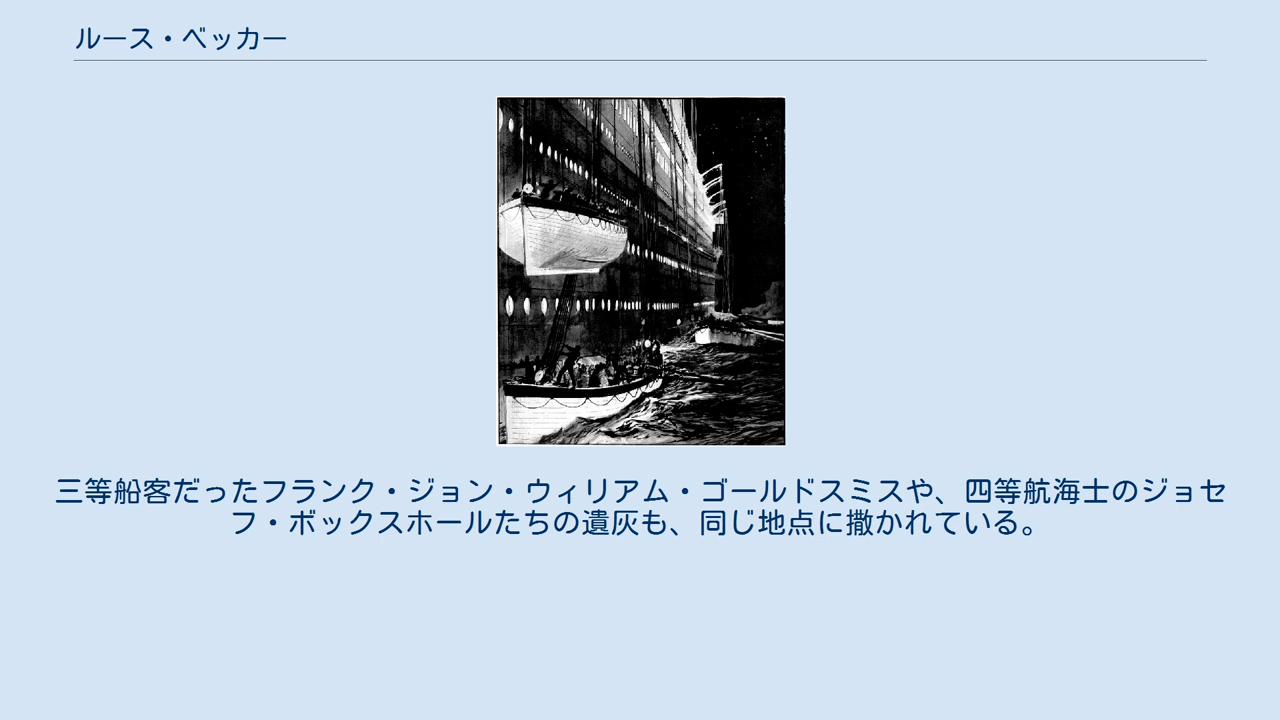 ルース・ベッカー
三等船客だったフランク・ジョン・ウィリアム・ゴールドスミスや、四等航海士のジョセ
フ・ボックスホールたちの遺灰も、同じ地点に撒かれている。